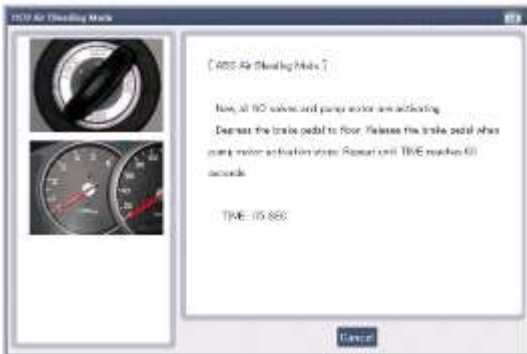 HCU Air Bleeding Mode
[ ABS Air Bleeding Mode ]
Now, all NO valves and pump motor are activating
Depress the brake pedal to floor. Release the brake pedal when
pump motor activation stops. Repeat until TIME reaches 60
seconds
TIME : SEC
Cancel